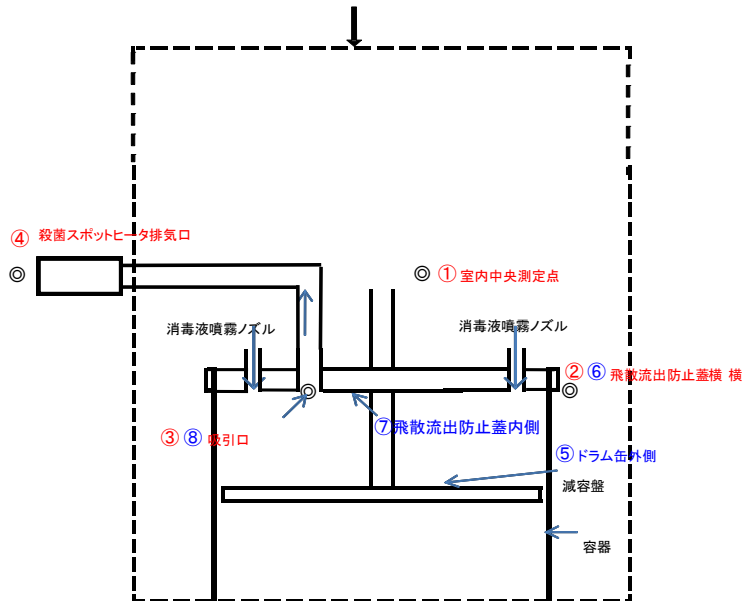 ④ 殺菌スポットヒータ排気口
◎
◎ ① 室内中央測定点
消毒液噴霧ノズル
消毒液噴霧ノズル
② ⑥ 飛散流出防止蓋横 横
◎
◎
③ ⑧ 吸引口
⑦飛散流出防止蓋内側
⑤ ドラム缶外側
減容盤
容器